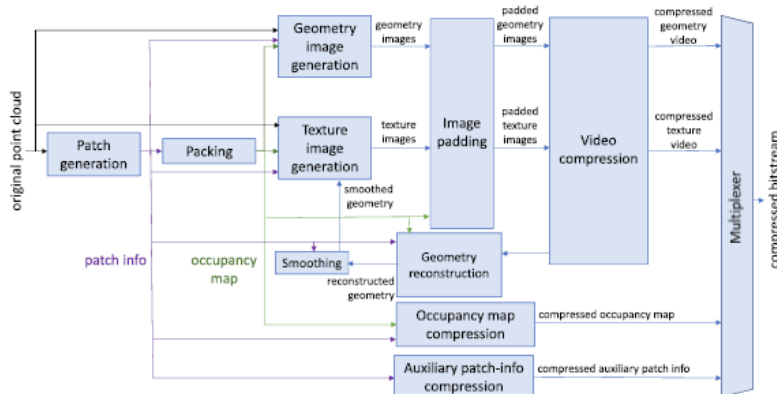 Geometry
image
generation
geometry
images
padded
geometry
images
compressed
geometry
video
original point cloud
Patch
generation
Packing
Texture
image
generation
texture
images
Image
padding
padded
texture
images
Video
compression
compressed
texture
video
Multiplexer
compressed bitstream
smoothed
geometry
patch info
occupancy
map
Smoothing
reconstructed
geometry
Geometry
reconstruction
Occupancy map
compression
compressed occupancy map
Auxiliary patch-info
compression
compressed auxiliary patch info